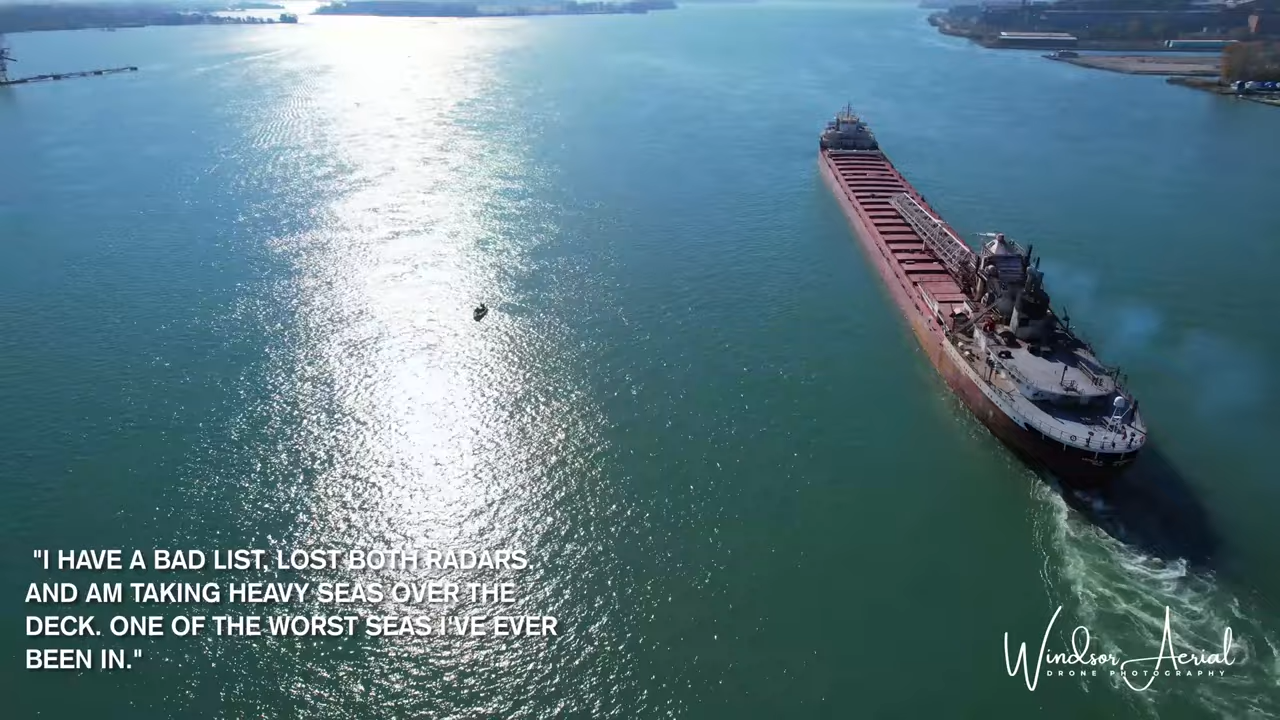 "I HAVE A BAD LIST, LOST BOTH RADARS.
AND AM TAKING HEAVY SEAS OVER THE
DECK. ONE OF THE WORST SEAS I'VE EVER
BEEN IN."
Windsor Aerial
DRONE PHOTOGRAPHY